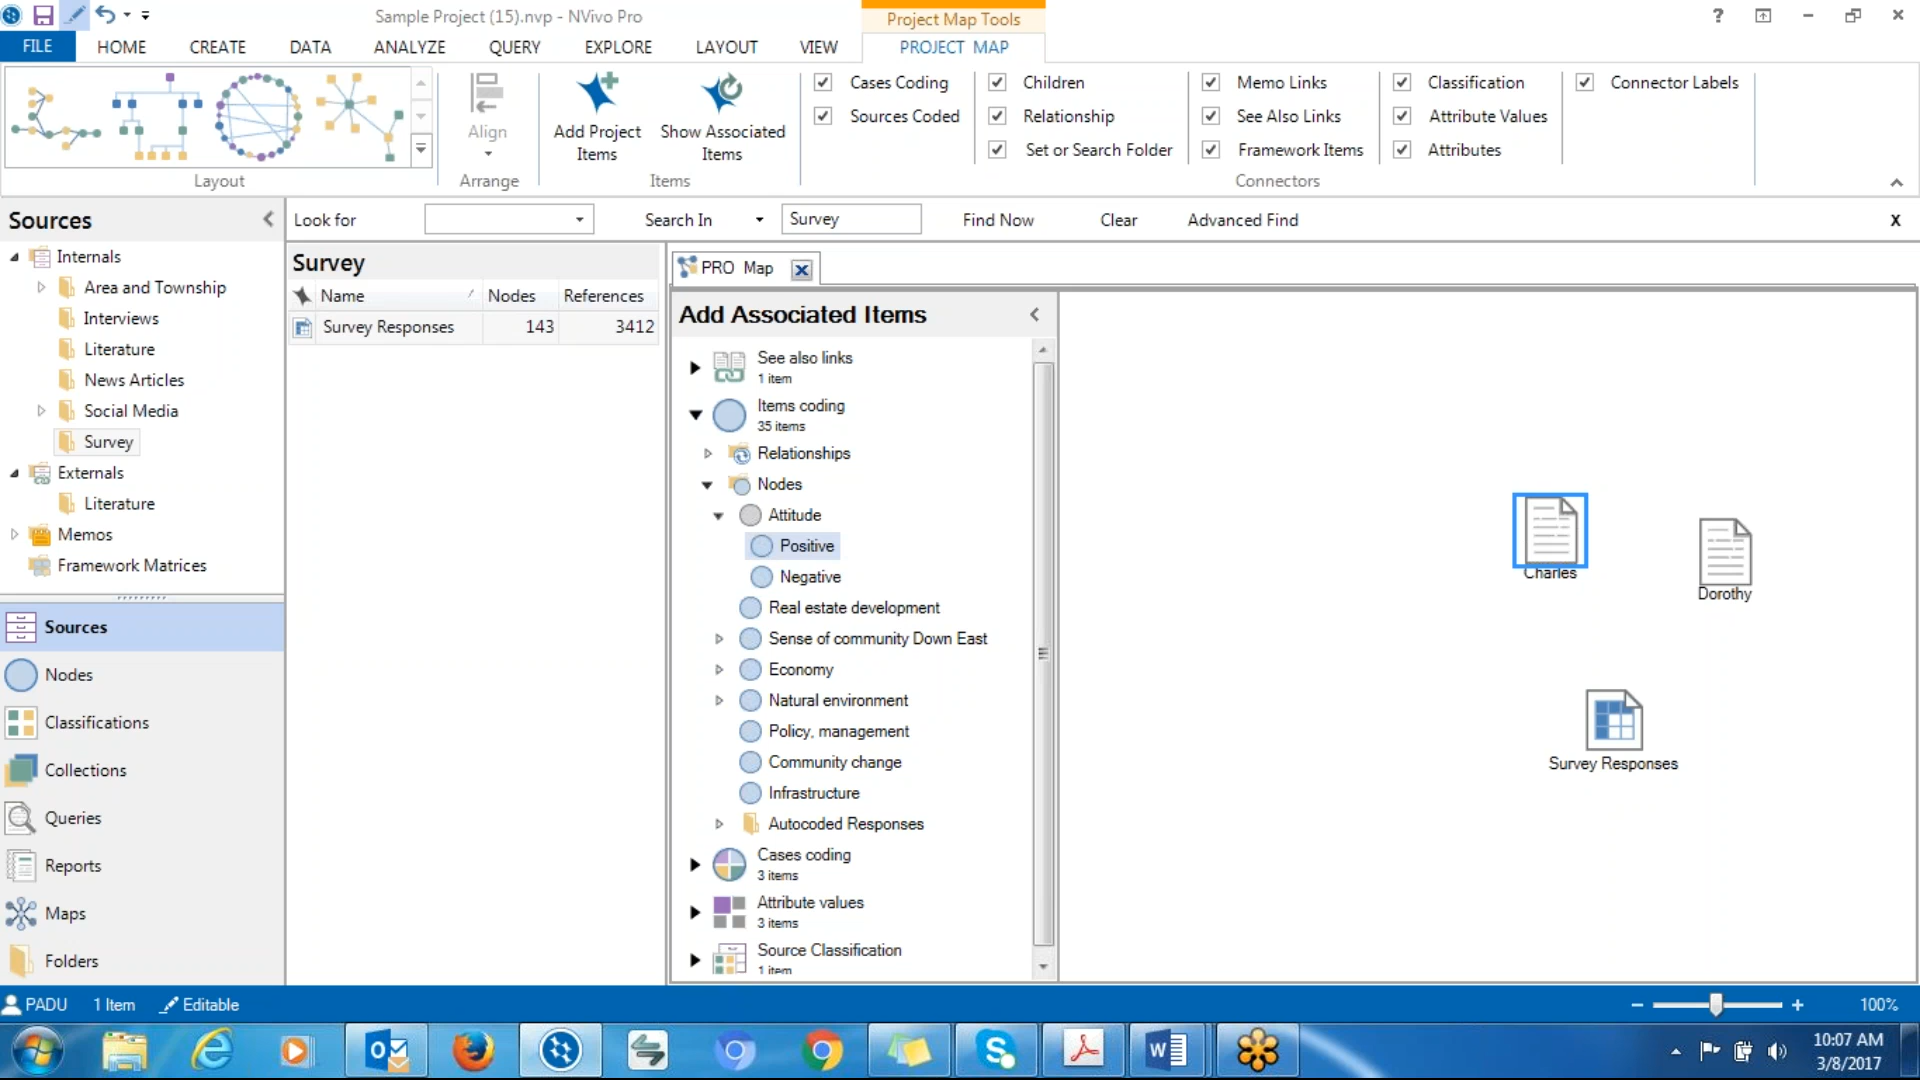 Sample Project (15).nvp - NVivo Pro
Project Map Tools
?
FILE HOME CREATE DATA ANALYZE QUERY EXPLORE LAYOUT VIEW PROJECT MAP
Align
Add Project Items
Show Associated Items
Cases Coding
Sources Coded
Children
Relationship
Set or Search Folder
Memo Links
See Also Links
Framework Items
Classification
Attribute Values
Attributes
Connector Labels
Layout
Arrange
Items
Connectors
Sources
Look for
Search In
Survey
Find Now
Clear
Advanced Find
x
Internals
Area and Township
Interviews
Literature
News Articles
Social Media
Survey
Externals
Literature
Memos
Framework Matrices
Sources
Nodes
Classifications
Collections
Queries
Reports
Maps
Folders
Survey
Name Nodes References
Survey Responses 143 3412
PRO Map
Add Associated Items
See also links
1 item
Items coding
35 items
Relationships
Nodes
Attitude
Positive
Negative
Real estate development
Sense of community Down East
Economy
Natural environment
Policy, management
Community change
Infrastructure
Autocoded Responses
Cases coding
3 items
Attribute values
3 items
Source Classification
1 item
Charles
Dorothy
Survey Responses
PADU 1 Item Editable
100%
10:07 AM
3/8/2017